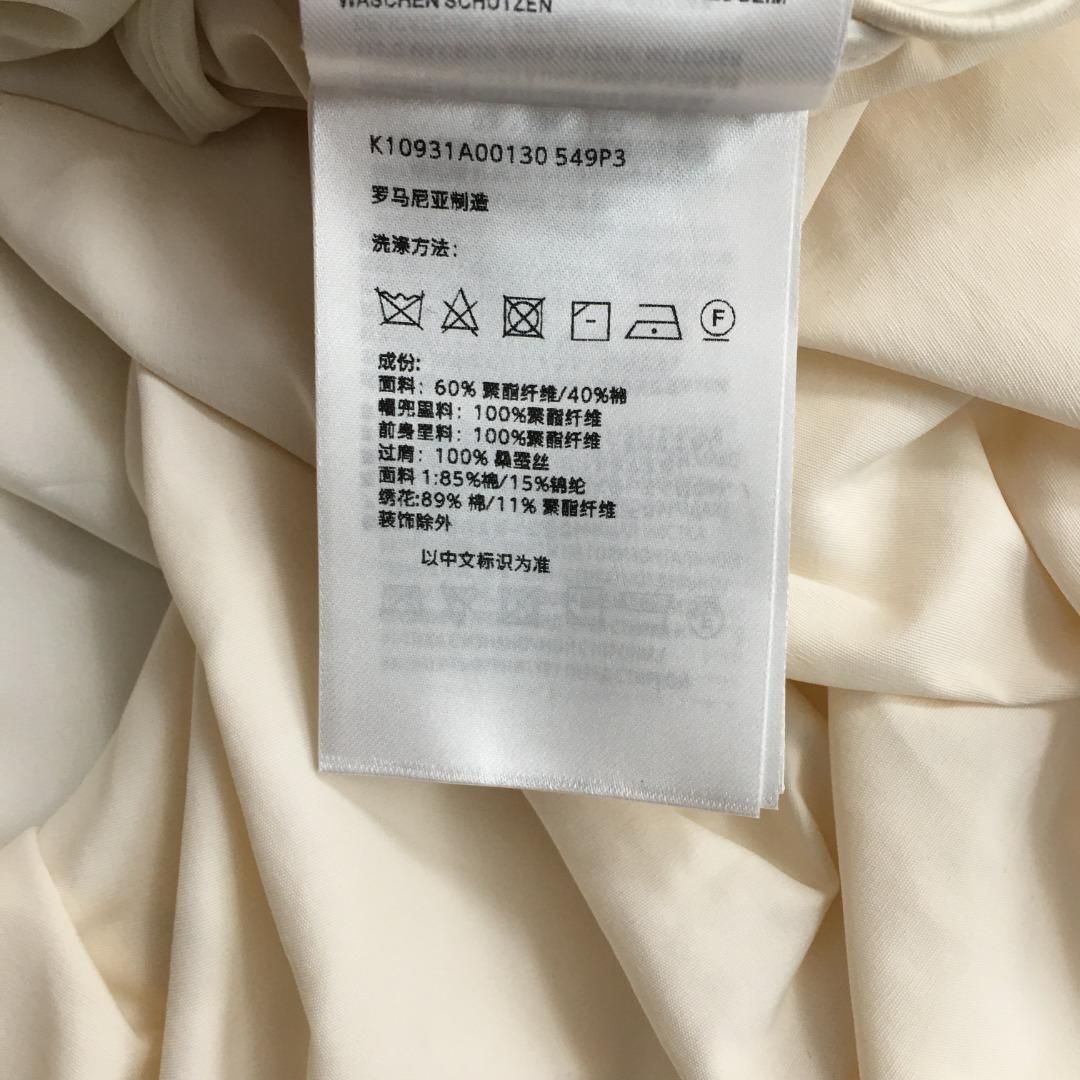 WASCHEN SCHÜTZEN
K10931A00130 549P3
罗马尼亚制造
洗涤方法:
F
成份:
面料: 60% 聚酯纤维/40%棉
帽兜里料: 100%聚酯纤维
前身里料: 100%聚酯纤维
过肩: 100% 桑蚕丝
面料 1:85%棉/15%锦纶
绣花:89% 棉/11% 聚酯纤维
装饰除外
以中文标识为准